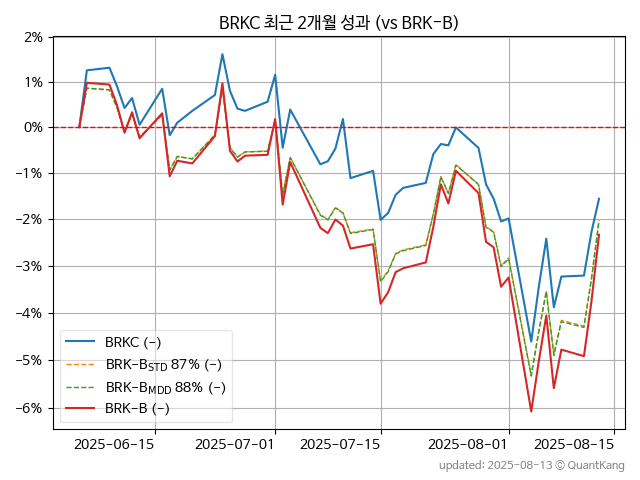 BRKC 최근 2개월 성과 (vs BRK-B)
2%
1%
0%
-1%
-2%
-3%
-4%
-5%
-6%
BRKC (-)
BRK-BSTD 87% (-)
BRK-BMDD 88% (-)
BRK-B (-)
2025-06-15 2025-07-01 2025-07-15 2025-08-01 2025-08-15
updated: 2025-08-13 © QuantKang